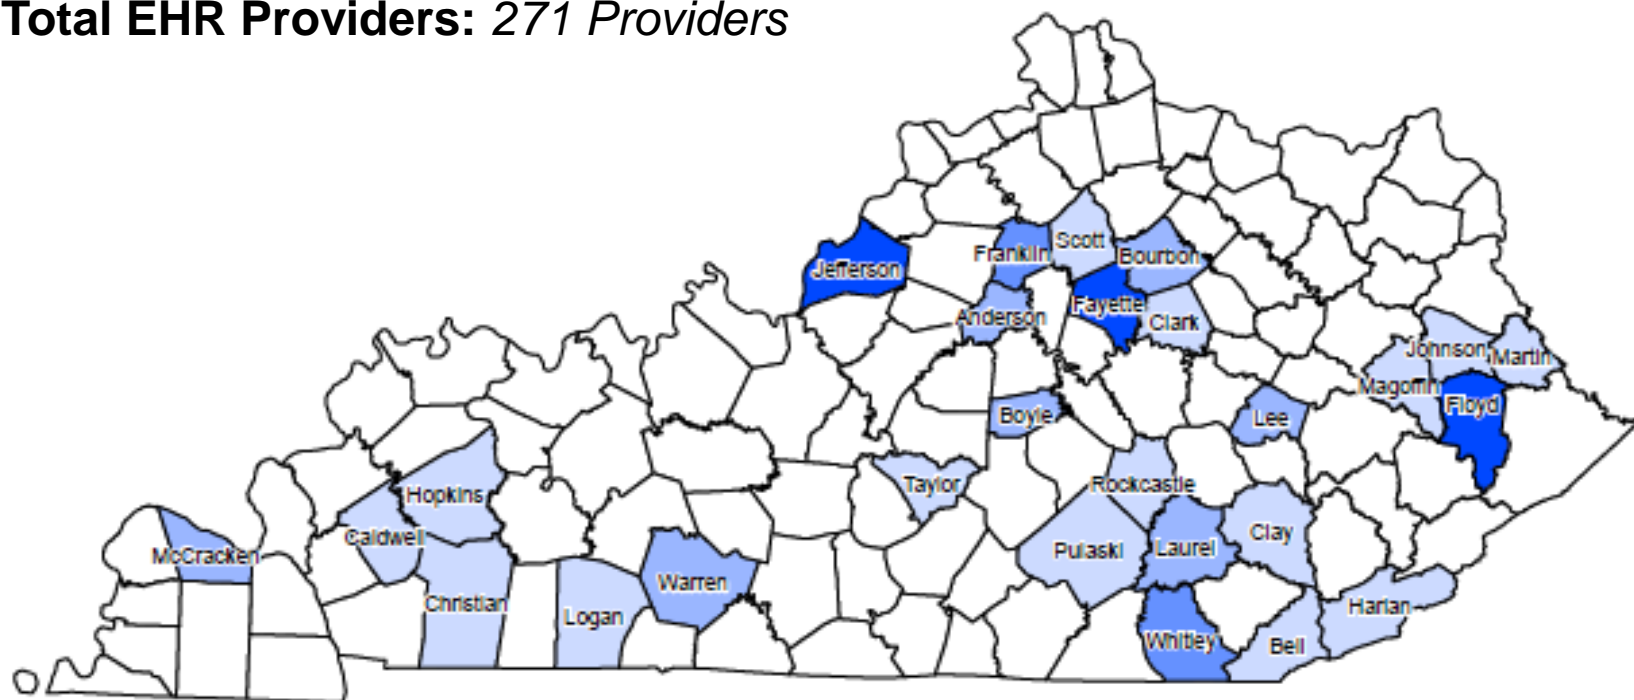 Total EHR Providers: 271 Providers
Scott
Franklin
Bourbon
Jefferson
Fayette
Anderson
Clark
Johnson
Martin
Magoffin
Floyd
Boyle
Lee
Taylor
Rockcastle
Hopkins
Caldwell
Clay
Pulaski
Laurel
McCracken
Warren
Christian
Logan
Harlan
Whitley
Bell